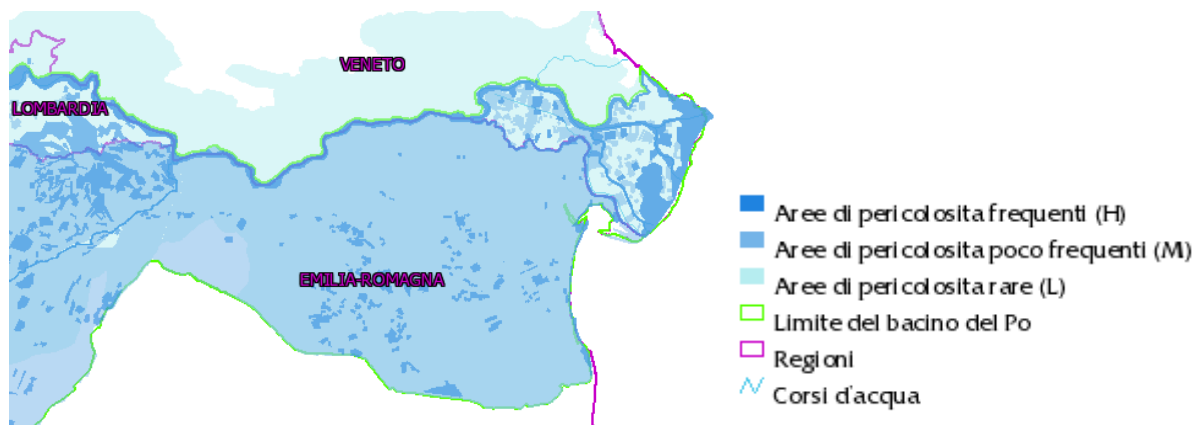 VENETO
LOMBARDIA
EMILIA-ROMAGNA
Aree di pericolosita frequenti (H)
Aree di pericolosita poco frequenti (M)
Aree di pericolosita rare (L)
Limite del bacino del Po
Regioni
Corsi d'acqua